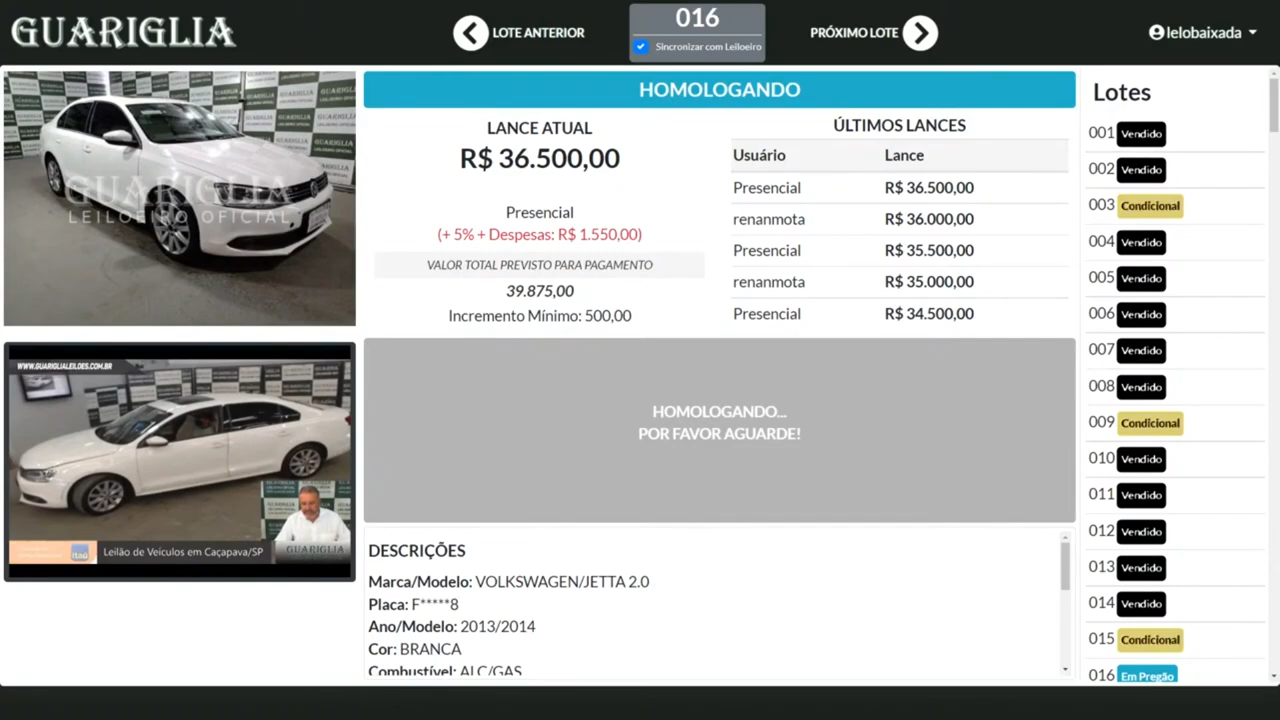 GUARIGLIA
LOTE ANTERIOR
016
Sincronizar com Leiloeiro
PRÓXIMO LOTE
lelobaixada
GUARIGLIA
LEILOEIRO OFICIAL
WWW.GUARIGLIALEILOES.COM.BR
itaú
Leilão de Veículos em Caçapava/SP
GUARIGLIA
HOMOLOGANDO
LANCE ATUAL
R$ 36.500,00
Presencial
(+ 5% + Despesas: R$ 1.550,00)
VALOR TOTAL PREVISTO PARA PAGAMENTO
39.875,00
Incremento Mínimo: 500,00
ÚLTIMOS LANCES
Usuário Lance
Presencial R$ 36.500,00
renanmota R$ 36.000,00
Presencial R$ 35.500,00
renanmota R$ 35.000,00
Presencial R$ 34.500,00
HOMOLOGANDO...
POR FAVOR AGUARDE!
DESCRIÇÕES
Marca/Modelo: VOLKSWAGEN/JETTA 2.0
Placa: F*****8
Ano/Modelo: 2013/2014
Cor: BRANCA
Combustível: ALC/GAS
Lotes
001 Vendido
002 Vendido
003 Condicional
004 Vendido
005 Vendido
006 Vendido
007 Vendido
008 Vendido
009 Condicional
010 Vendido
011 Vendido
012 Vendido
013 Vendido
014 Vendido
015 Condicional
016 Em Pregão